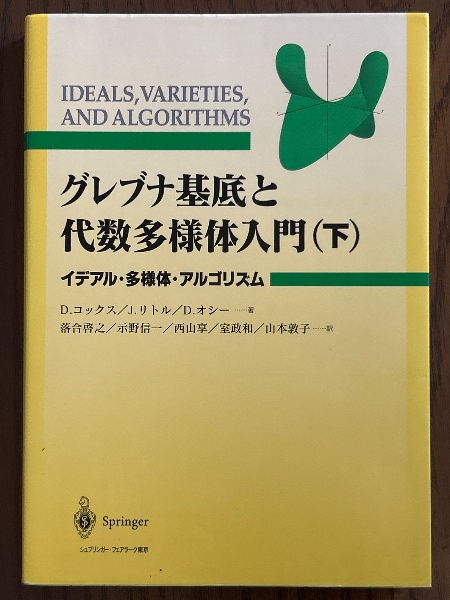 IDEALS, VARIETIES,
AND ALGORITHMS
グレブナ基底と
代数多様体入門(下)
イデアル・多様体・アルゴリズム
D.コックス/J.リトル/D.オシー……著
落合啓之/示野信一/西山享/室政和/山本敦子……訳
Springer
シュプリンガー・フェアラーク東京